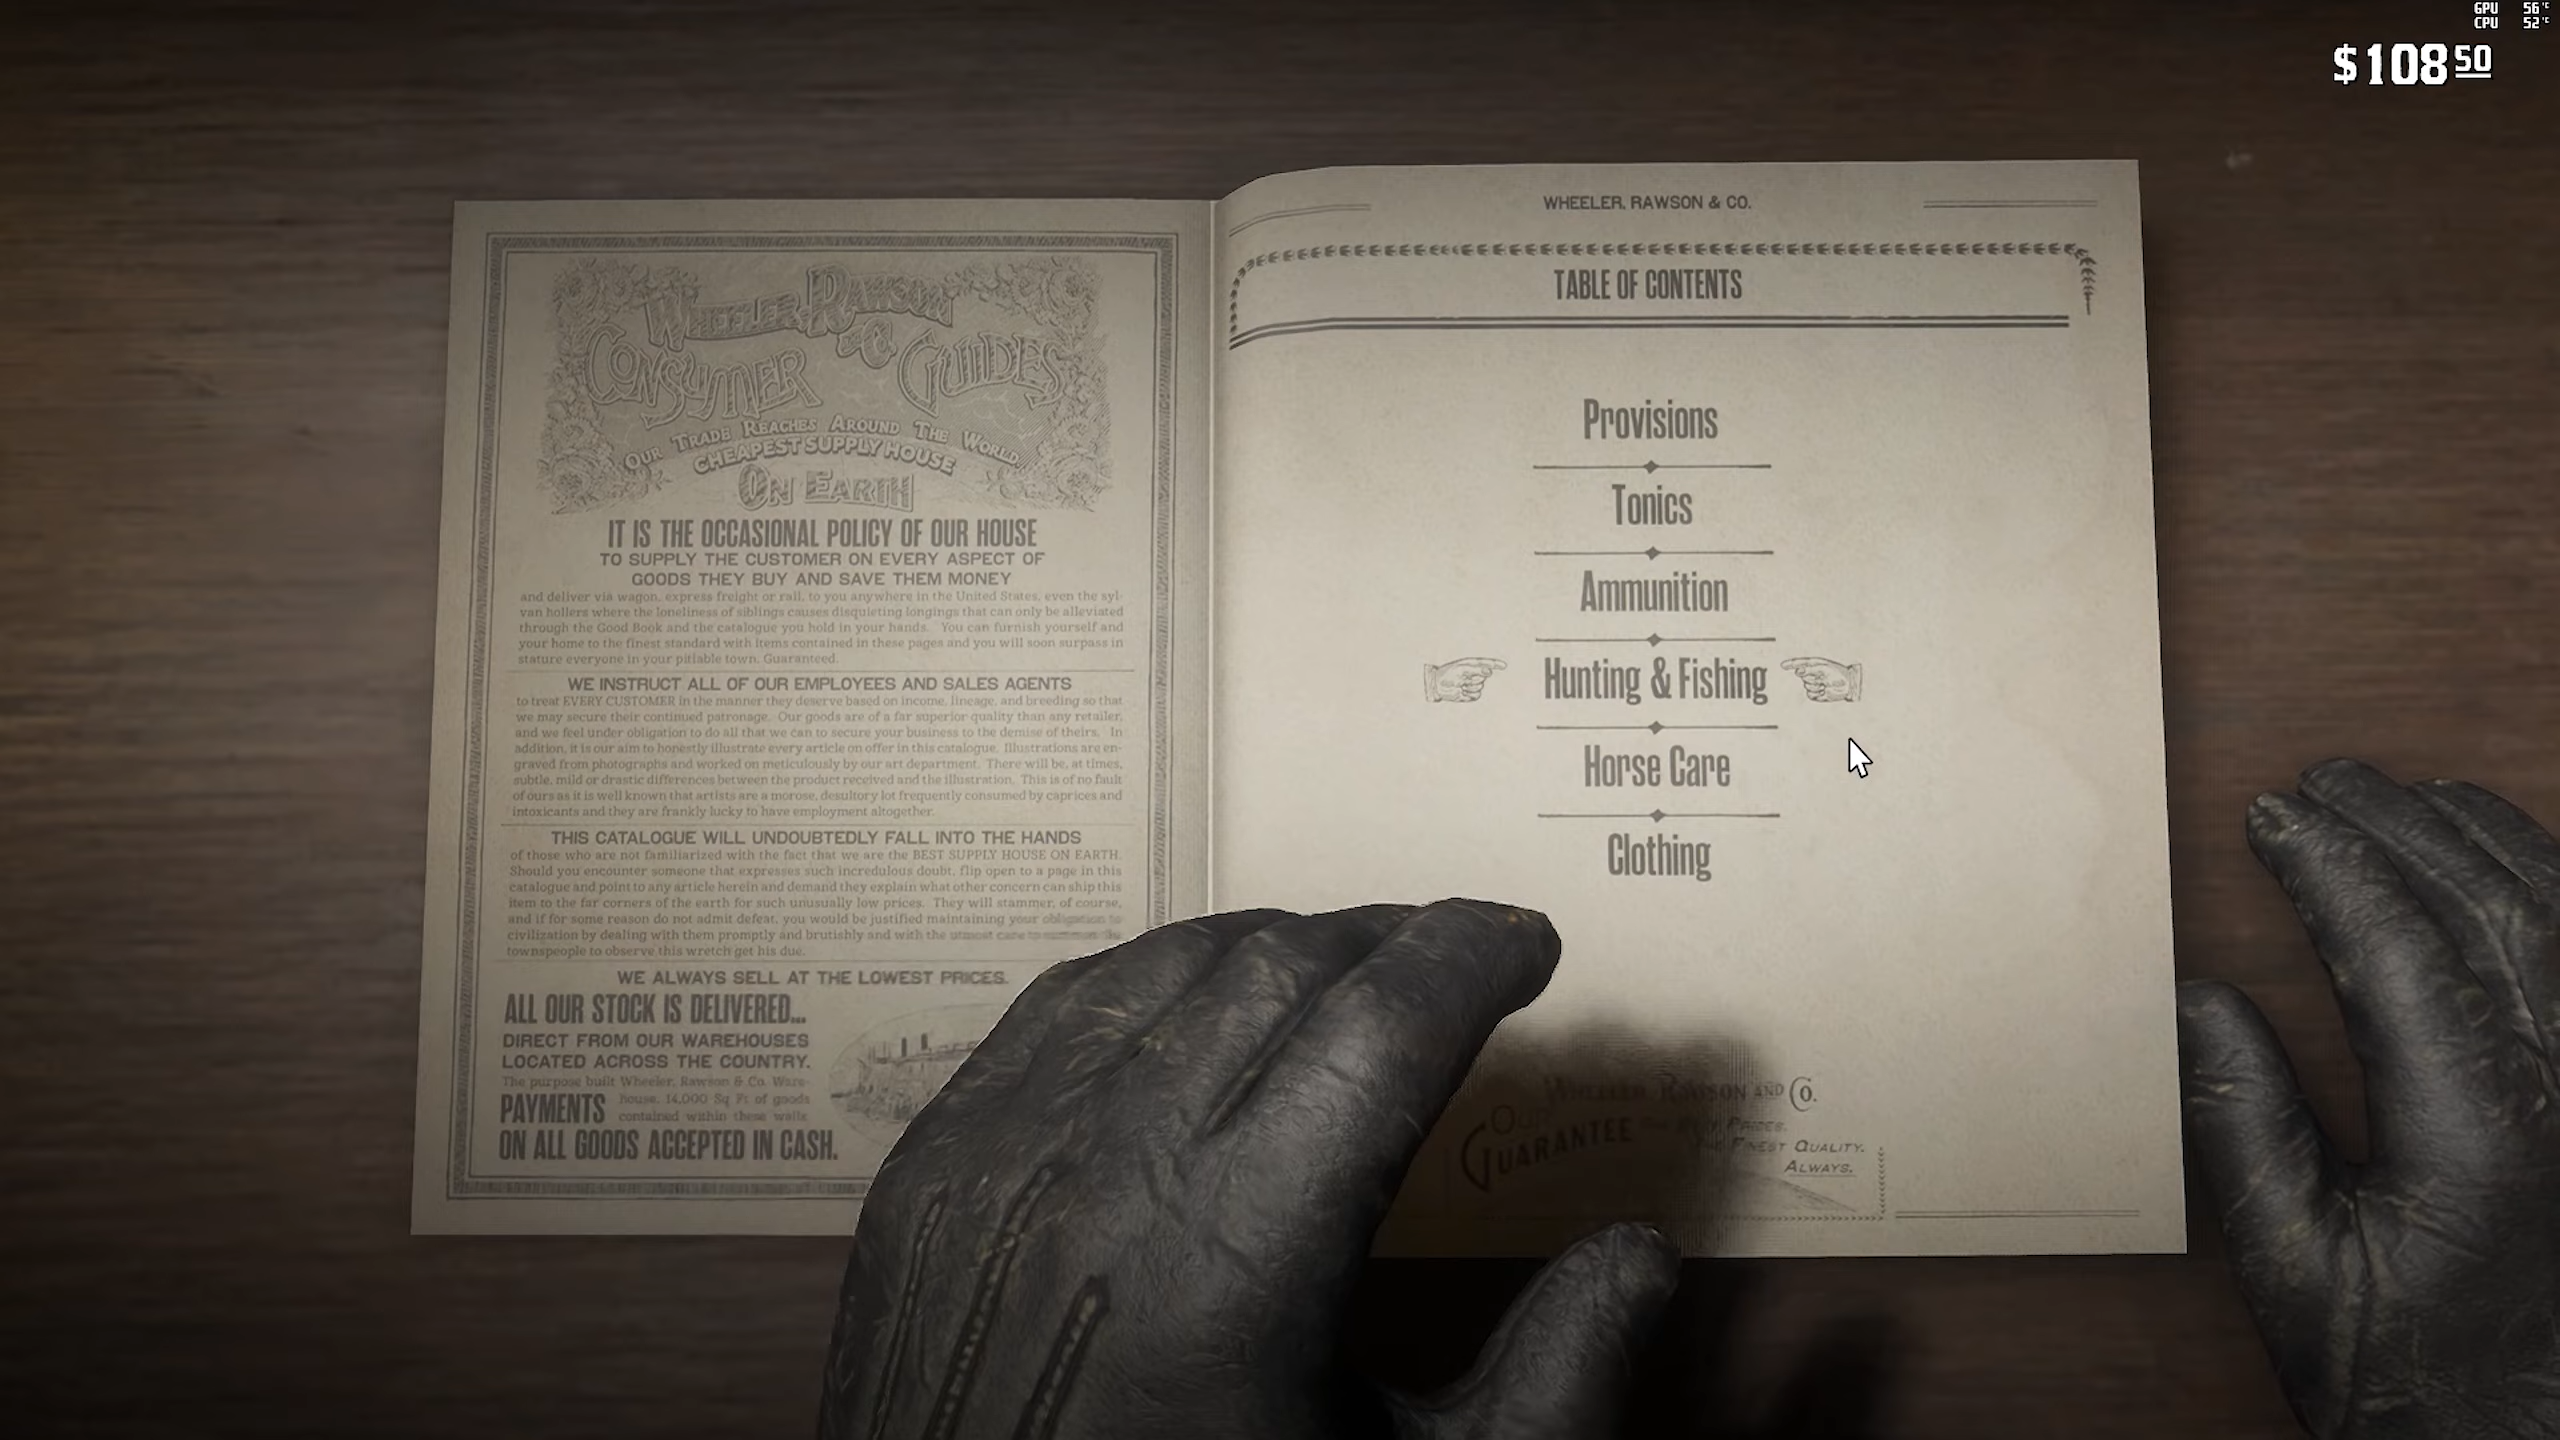 GPU 56°C
CPU 52°C
$108 50
WHEELER, RAWSON
& Co.
CONSUMER GUIDES
OUR TRADE REACHES AROUND THE WORLD
CHEAPEST SUPPLY HOUSE
ON EARTH
IT IS THE OCCASIONAL POLICY OF OUR HOUSE
TO SUPPLY THE CUSTOMER ON EVERY ASPECT OF
GOODS THEY BUY AND SAVE THEM MONEY
and deliver via wagon, express freight or rail, to you anywhere in the United States, even the syl-
van hollers where the loneliness of siblings causes disquieting longings that can only be alleviated
through the Good Book and the catalogue you hold in your hands. You can furnish yourself and
your home to the finest standard with items contained in these pages and you will soon surpass in
stature everyone in your pitiable town. Guaranteed.
WE INSTRUCT ALL OF OUR EMPLOYEES AND SALES AGENTS
to treat EVERY CUSTOMER in the manner they deserve based on income, lineage, and breeding so that
we may secure their continued patronage. Our goods are of a far superior quality than any retailer,
and we feel under obligation to do all that we can to secure your business to the demise of theirs. In
addition, it is our aim to honestly illustrate every article on offer in this catalogue. Illustrations are en-
graved from photographs and worked on meticulously by our art department. There will be, at times,
subtle, mild or drastic differences between the product received and the illustration. This is of no fault
of ours as it is well known that artists are a morose, desultory lot frequently consumed by caprices and
intoxicants and they are frankly lucky to have employment altogether.
THIS CATALOGUE WILL UNDOUBTEDLY FALL INTO THE HANDS
of those who are not familiarized with the fact that we are the BEST SUPPLY HOUSE ON EARTH.
Should you encounter someone that expresses such incredulous doubt, flip open to a page in this
catalogue and point to any article herein and demand they explain what other concern can ship this
item to the far corners of the earth for such unusually low prices. They will stammer, of course,
and if for some reason do not admit defeat, you would be justified maintaining your obligation to
civilization by dealing with them promptly and brutishly and with the utmost care to summon the
townspeople to observe this wretch get his due.
WE ALWAYS SELL AT THE LOWEST PRICES.
ALL OUR STOCK IS DELIVERED...
DIRECT FROM OUR WAREHOUSES
LOCATED ACROSS THE COUNTRY.
The purpose built Wheeler, Rawson & Co. Ware-
house. 14,000 Sq Ft of goods
contained within these walls
PAYMENTS
ON ALL GOODS ACCEPTED IN CASH.
WHEELER, RAWSON & CO.
TABLE OF CONTENTS
Provisions
Tonics
Ammunition
Hunting & Fishing
Horse Care
Clothing
WHEELER, RAWSON AND CO.
OUR
GUARANTEE
PRICES.
FINEST QUALITY.
ALWAYS.